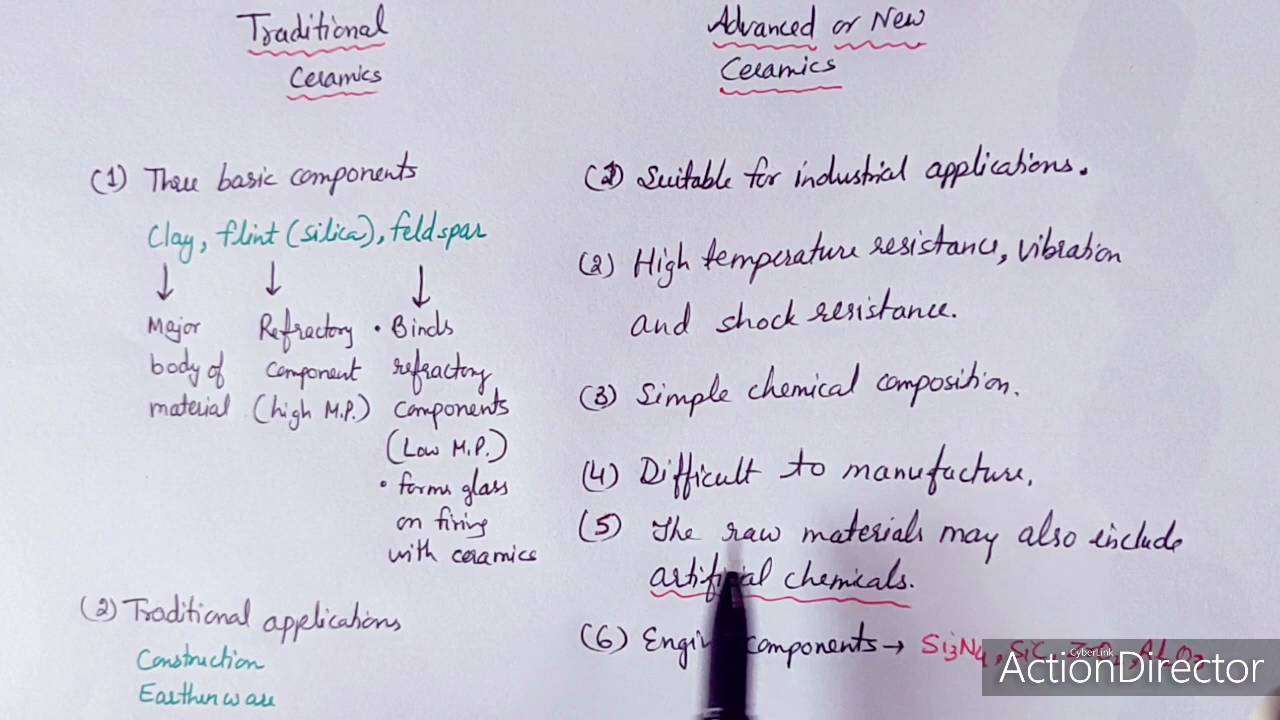 Traditional
Ceramics
(1) Three basic components
Clay, flint (silica), feldspar
Major
body of
material
Refractory
component
(high M.P.)
• Binds
refractory
components
(Low M.P.)
• forms glass
on firing
with ceramics
(2) Traditional applications
Construction
Earthenware
Advanced or New
Ceramics
(1) Suitable for industrial applications.
(2) High temperature resistance, vibration
and shock resistance.
(3) Simple chemical composition.
(4) Difficult to manufacture.
(5) The raw materials may also include
artificial chemicals.
(6) components → Si3N4, SiC,
CyberLink
ActionDirector